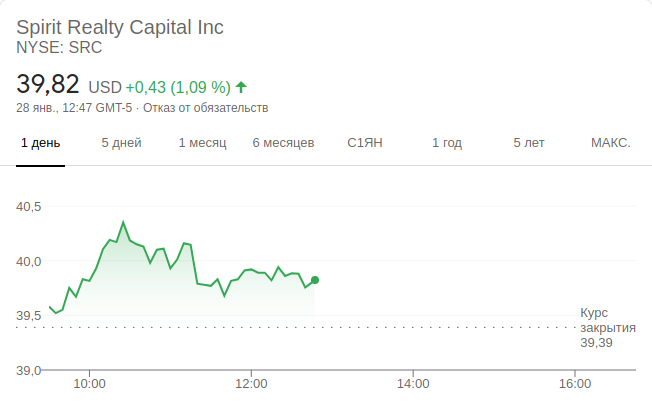 Spirit Realty Capital Inc
NYSE: SRC
39,82 USD +0,43 (1,09 %)
28 янв., 12:47 GMT-5 · Отказ от обязательств
1 день 5 дней 1 месяц 6 месяцев С1ЯН 1 год 5 лет МАКС.
40,5
40,0
39,5
Курс
закрытия
39,39
39,0
10:00 12:00 14:00 16:00